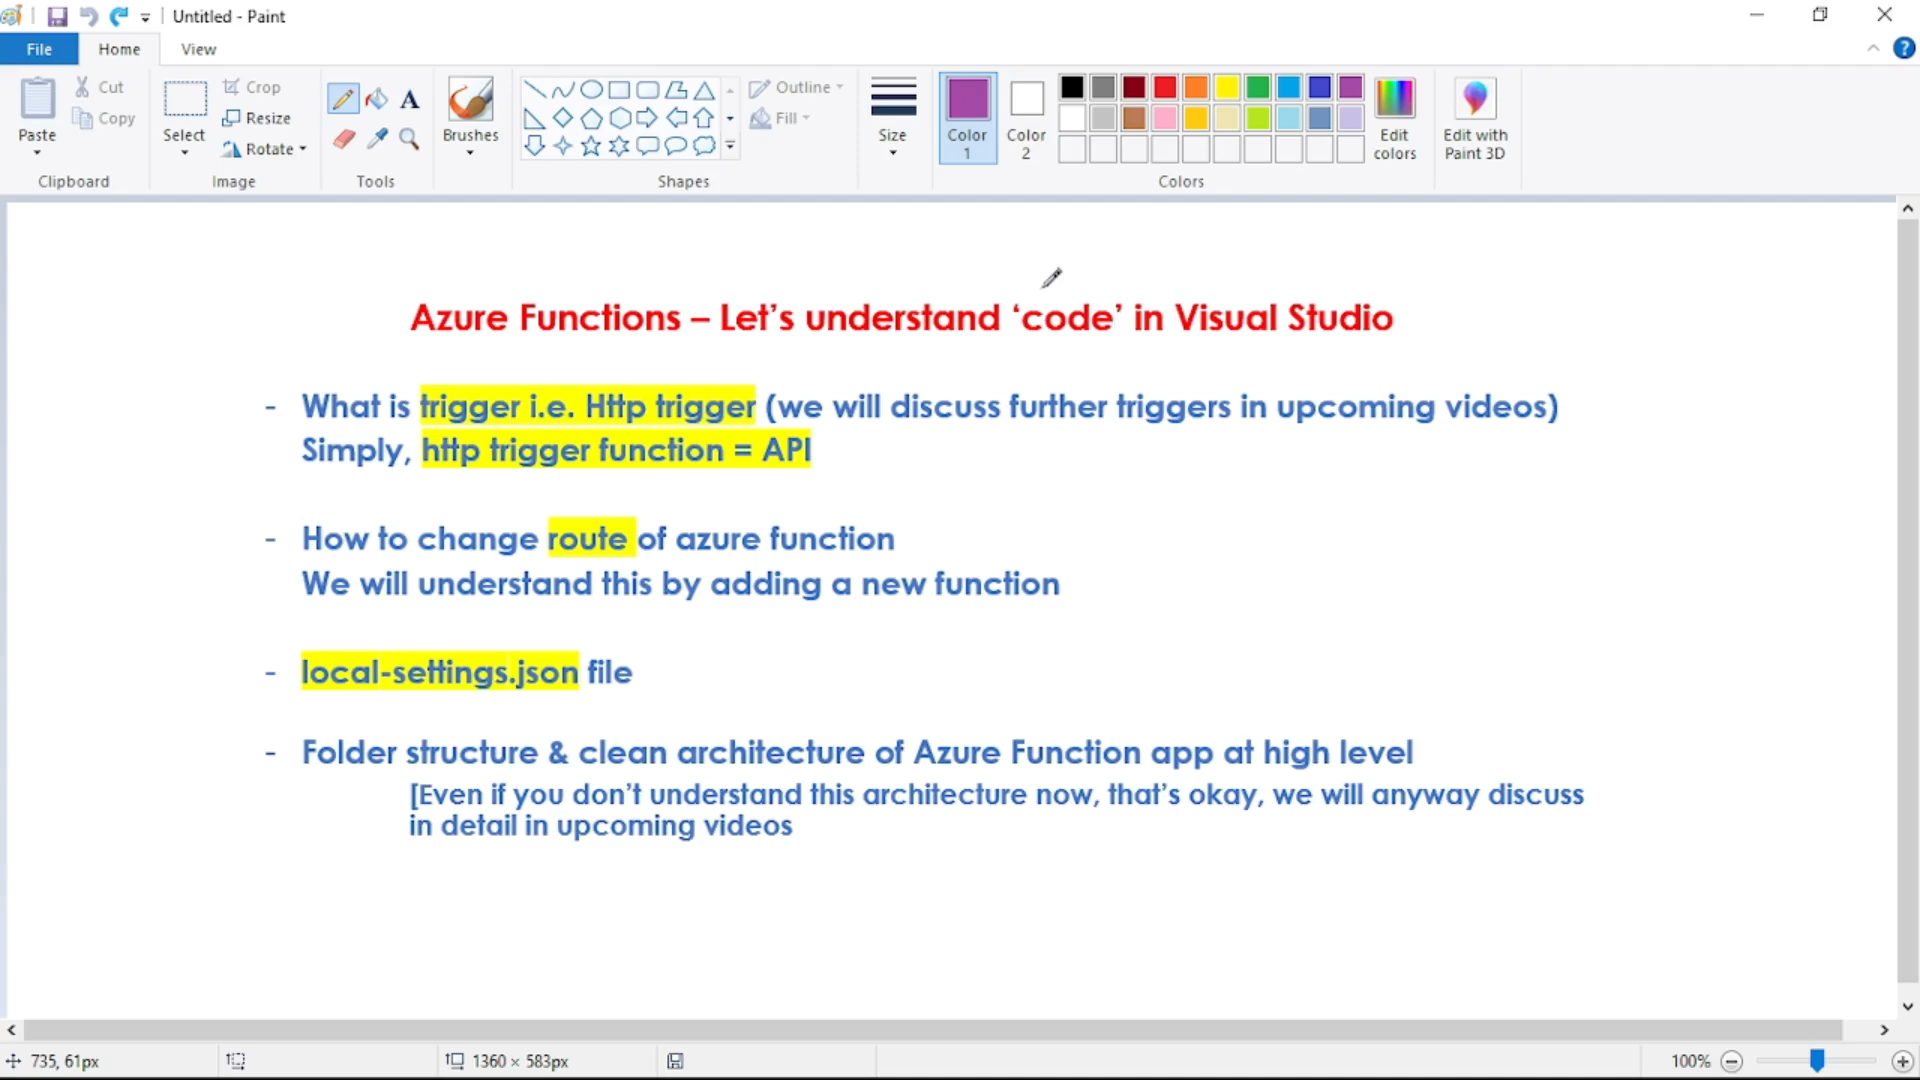 Untitled - Paint
File Home View
Paste
Cut
Copy
Clipboard
Select
Crop
Resize
Rotate
Image
Tools
Brushes
Shapes
Outline
Fill
Size
Color 1
Color 2
Colors
Edit colors
Edit with Paint 3D
Azure Functions – Let’s understand ‘code’ in Visual Studio
- What is trigger i.e. Http trigger (we will discuss further triggers in upcoming videos)
Simply, http trigger function = API
- How to change route of azure function
We will understand this by adding a new function
- local-settings.json file
- Folder structure & clean architecture of Azure Function app at high level
[Even if you don’t understand this architecture now, that’s okay, we will anyway discuss
in detail in upcoming videos
735, 61px
1360 × 583px
100%